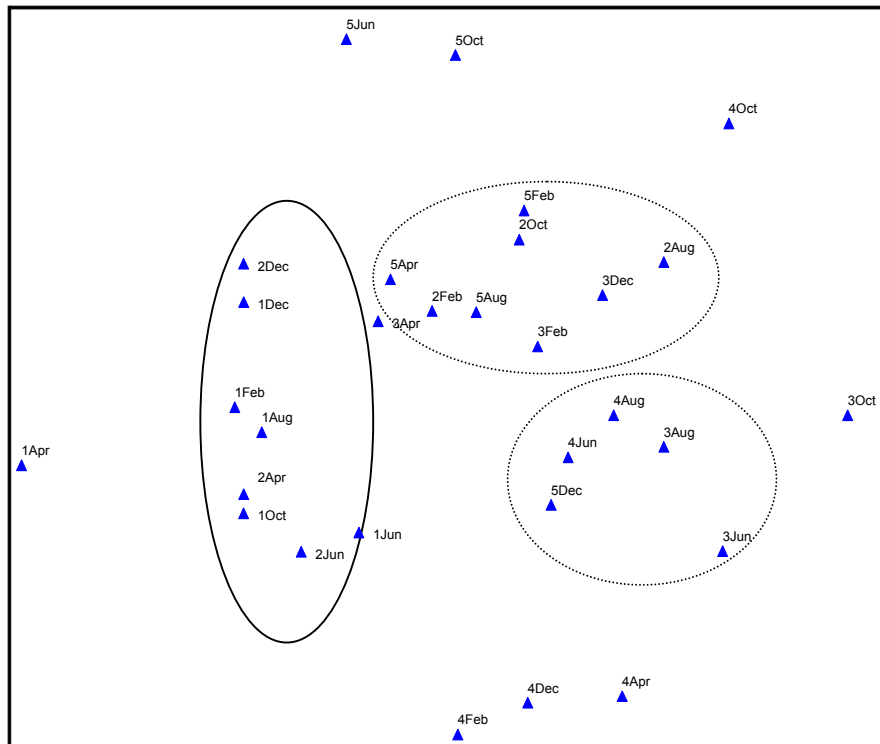 5Jun
5Oct
4Oct
5Feb
2Oct
2Aug
2Dec
5Apr
3Dec
1Dec
2Feb
5Aug
3Apr
3Feb
1Feb
1Aug
4Aug
3Oct
1Apr
4Jun
3Aug
2Apr
5Dec
1Oct
1Jun
2Jun
3Jun
4Dec
4Apr
4Feb